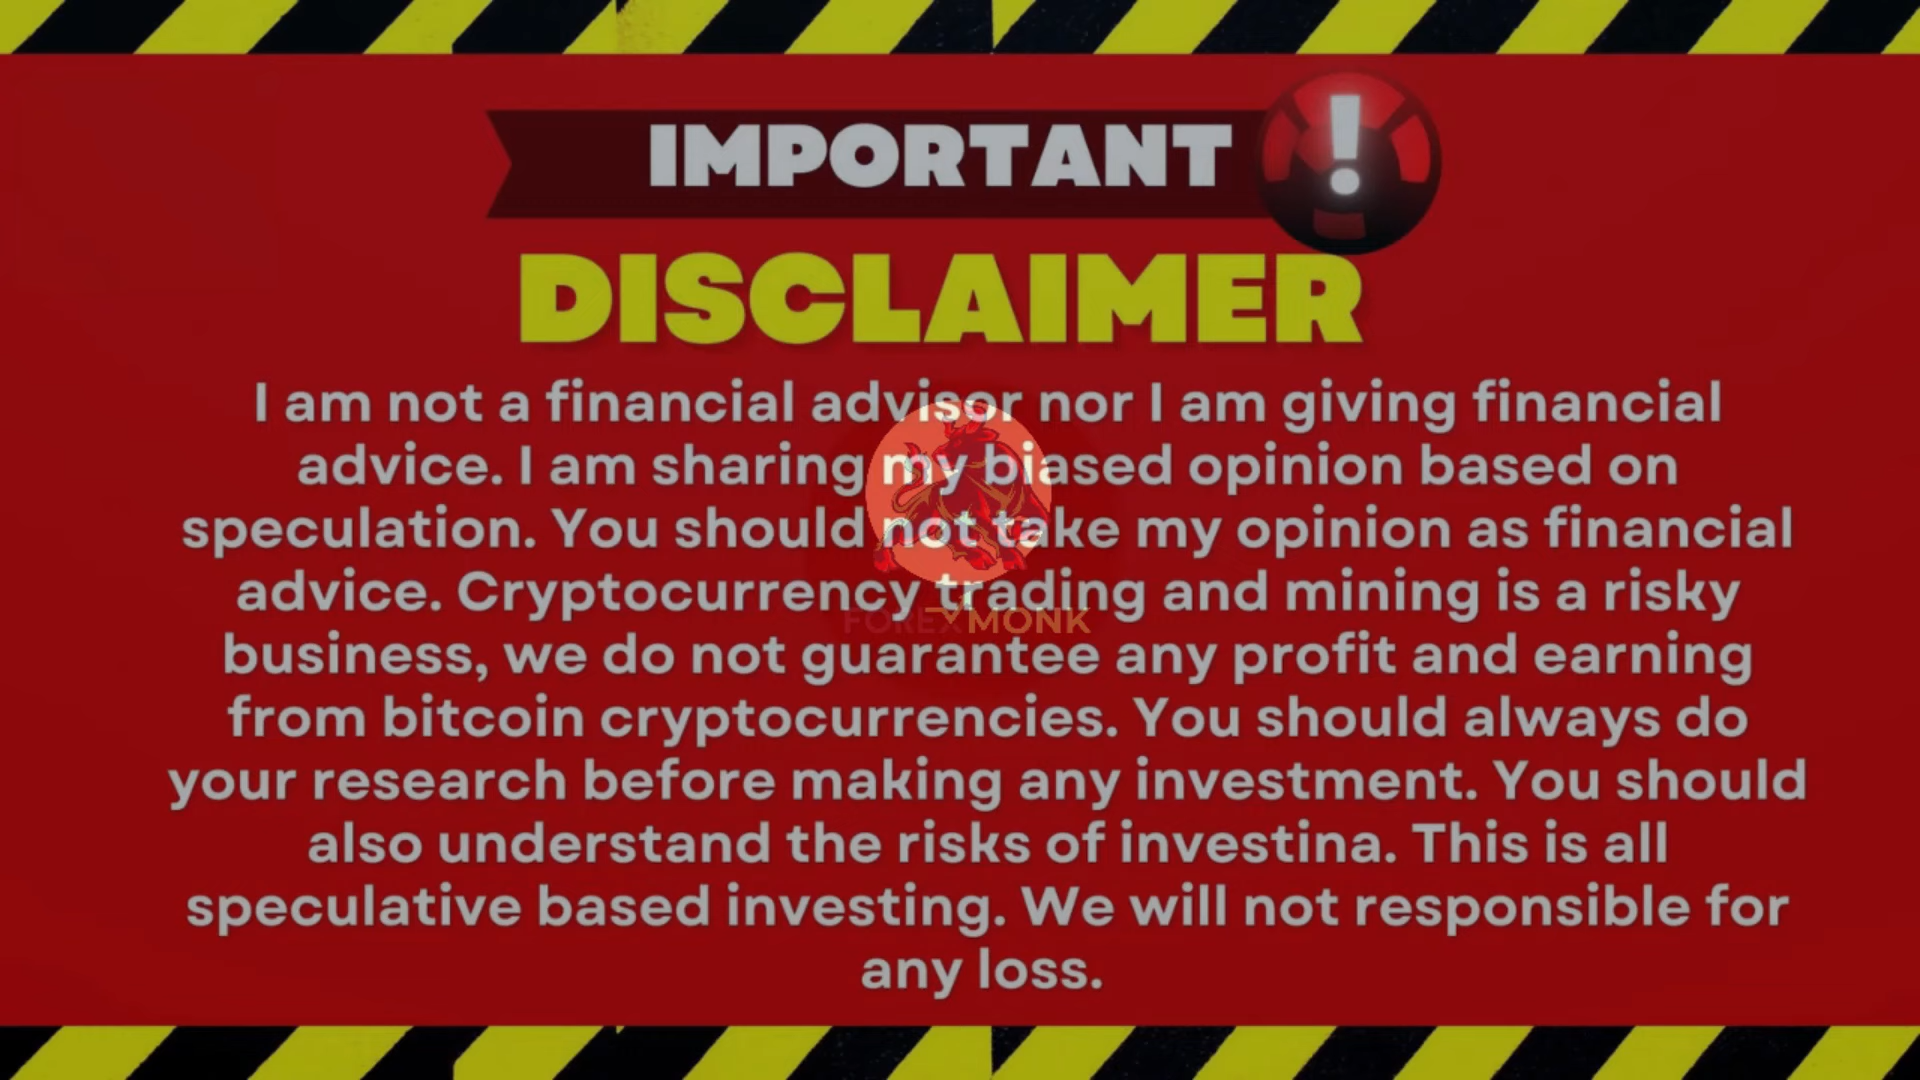 IMPORTANT !
DISCLAIMER
I am not a financial advisor nor I am giving financial
advice. I am sharing my biased opinion based on
speculation. You should not take my opinion as financial
advice. Cryptocurrency trading and mining is a risky
FOREX MONK
business, we do not guarantee any profit and earning
from bitcoin cryptocurrencies. You should always do
your research before making any investment. You should
also understand the risks of investina. This is all
speculative based investing. We will not responsible for
any loss.